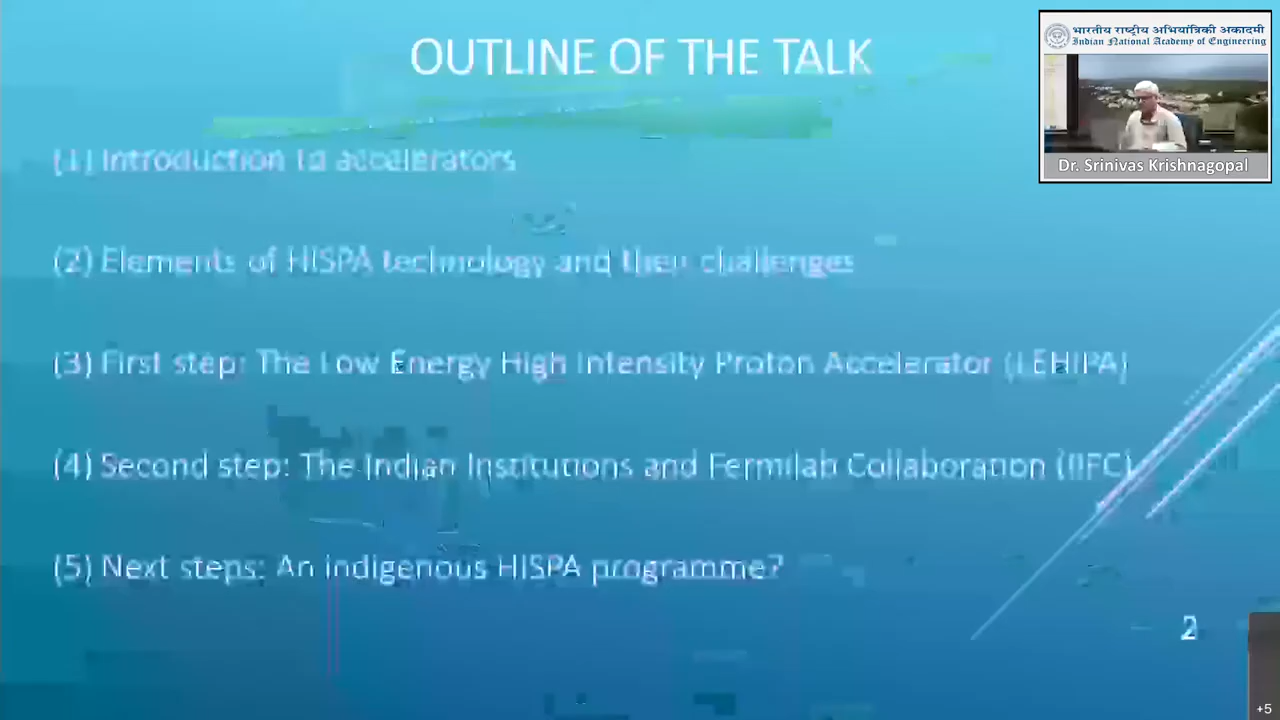 OUTLINE OF THE TALK
(1) Introduction to accelerators
(2) Elements of HISPA technology and their challenges
(3) First step: The Low Energy High Intensity Proton Accelerator (LEHIPA)
(4) Second step: The Indian Institutions and Fermilab Collaboration (IIFC)
(5) Next steps: An indigenous HISPA programme?
2
भारतीय राष्ट्रीय अभियांत्रिकी अकादमी
Indian National Academy of Engineering
Dr. Srinivas Krishnagopal
+5